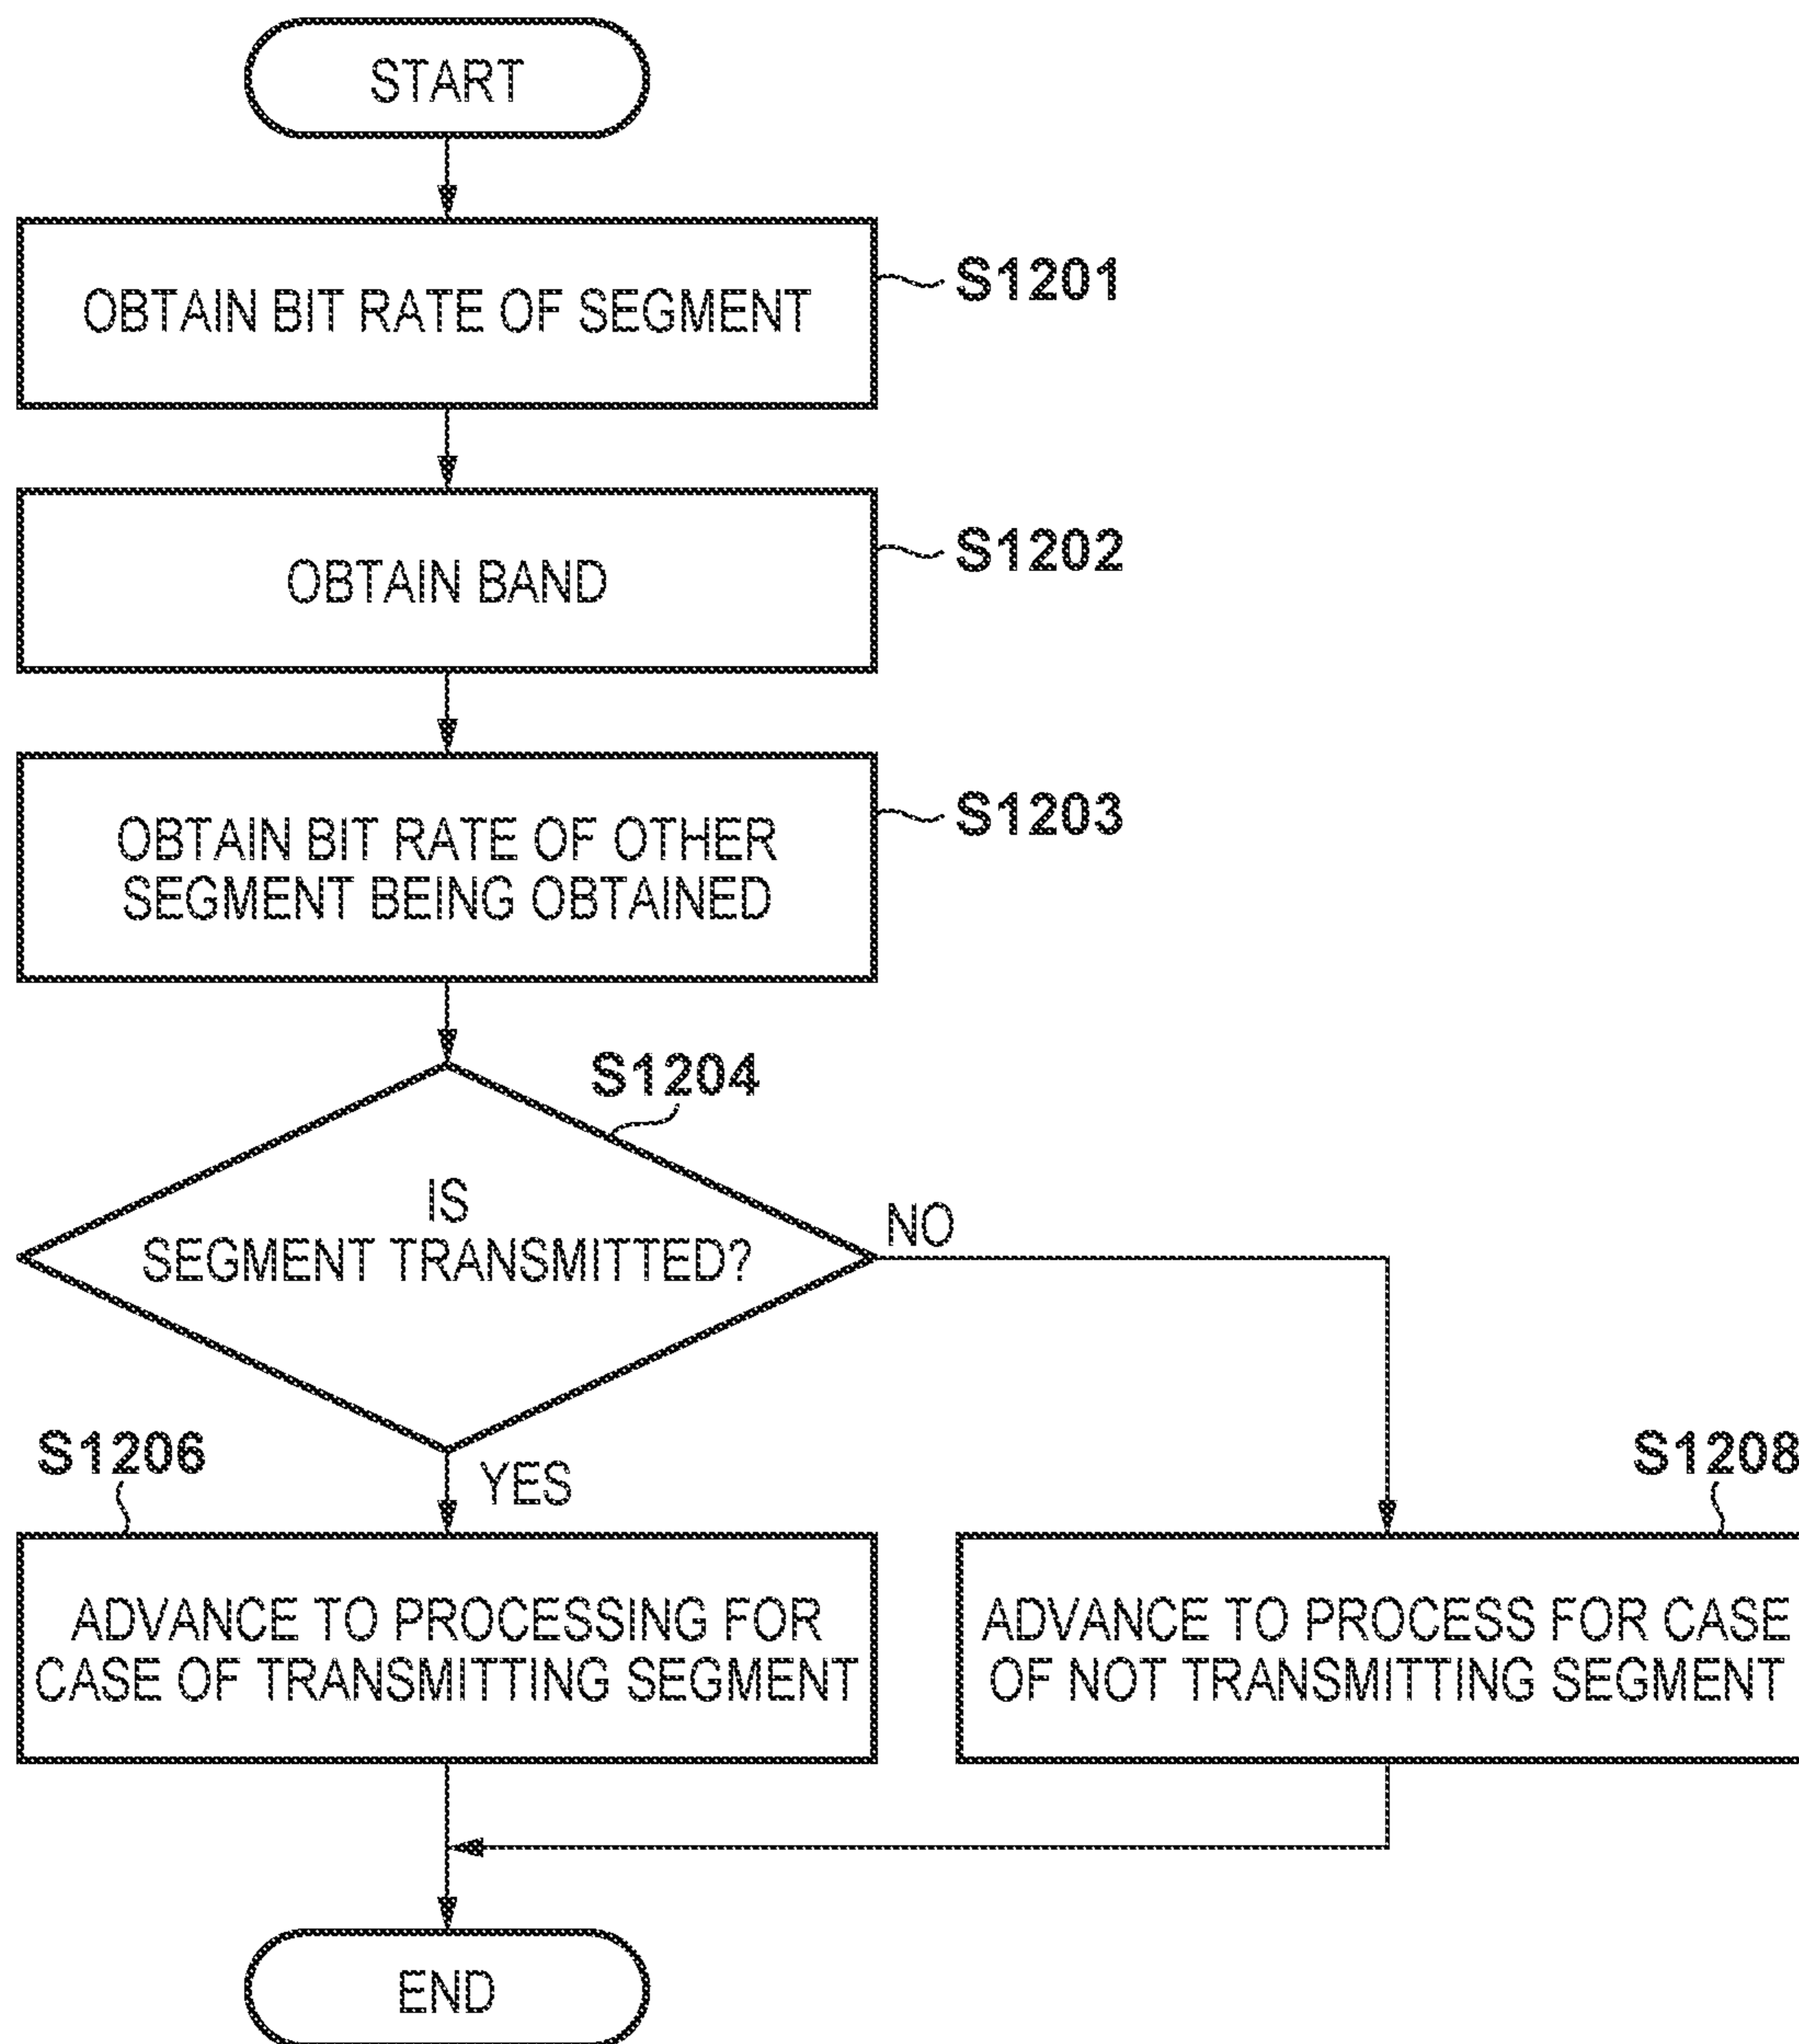 START
OBTAIN BIT RATE OF SEGMENT
S1201
OBTAIN BAND
S1202
OBTAIN BIT RATE OF OTHER
SEGMENT BEING OBTAINED
S1203
S1204
IS
SEGMENT TRANSMITTED?
NO
YES
S1206
ADVANCE TO PROCESSING FOR
CASE OF TRANSMITTING SEGMENT
S1208
ADVANCE TO PROCESS FOR CASE
OF NOT TRANSMITTING SEGMENT
END